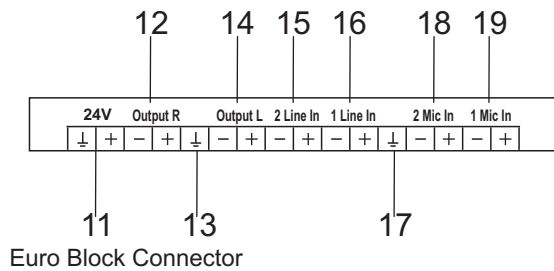 12 14 15 16 18 19
24V Output R Output L 2 Line In 1 Line In 2 Mic In 1 Mic In
⏚ + − + ⏚ − + − + − + ⏚ − + − +
11 13 17
Euro Block Connector